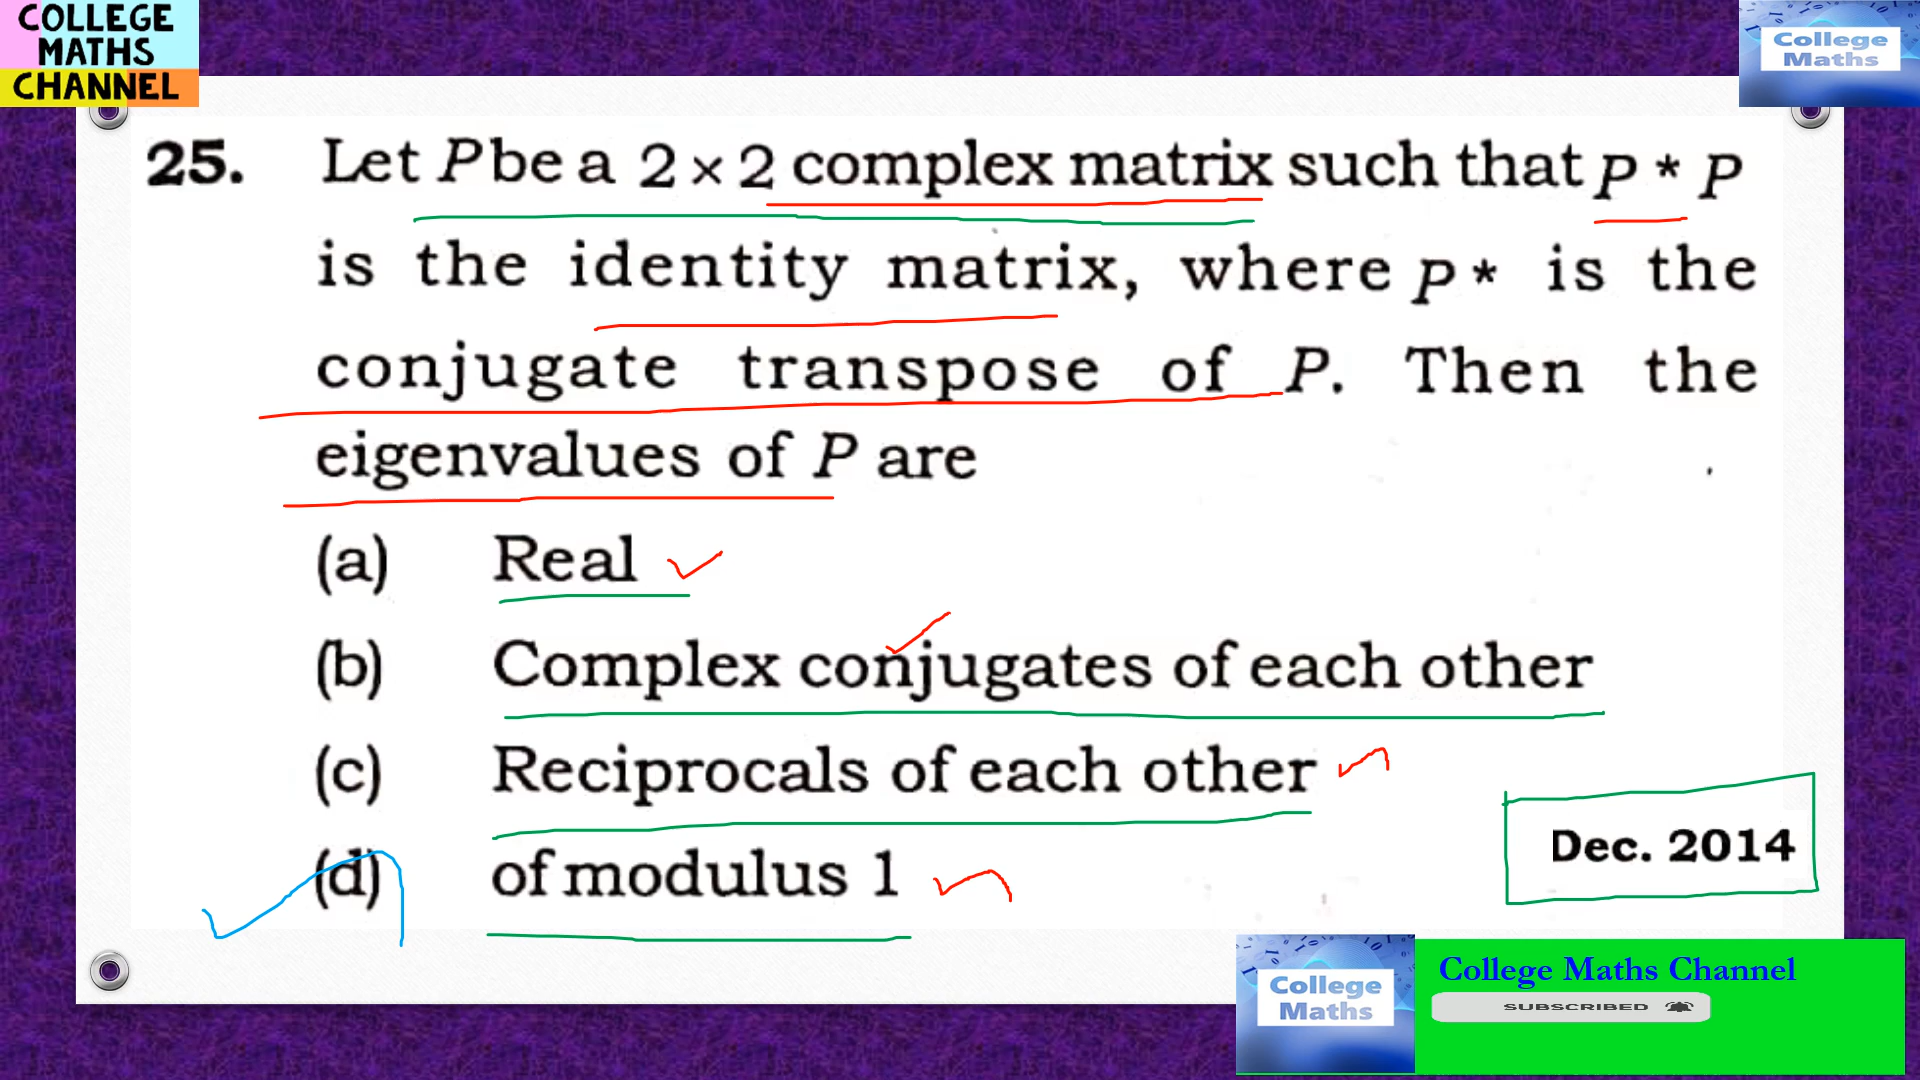 COLLEGE
MATHS
CHANNEL
College
Maths
25. Let P be a 2 × 2 complex matrix such that P * P
is the identity matrix, where P * is the
conjugate transpose of P. Then the
eigenvalues of P are
(a) Real
(b) Complex conjugates of each other
(c) Reciprocals of each other
(d) of modulus 1
Dec. 2014
College
Maths
College Maths Channel
SUBSCRIBED